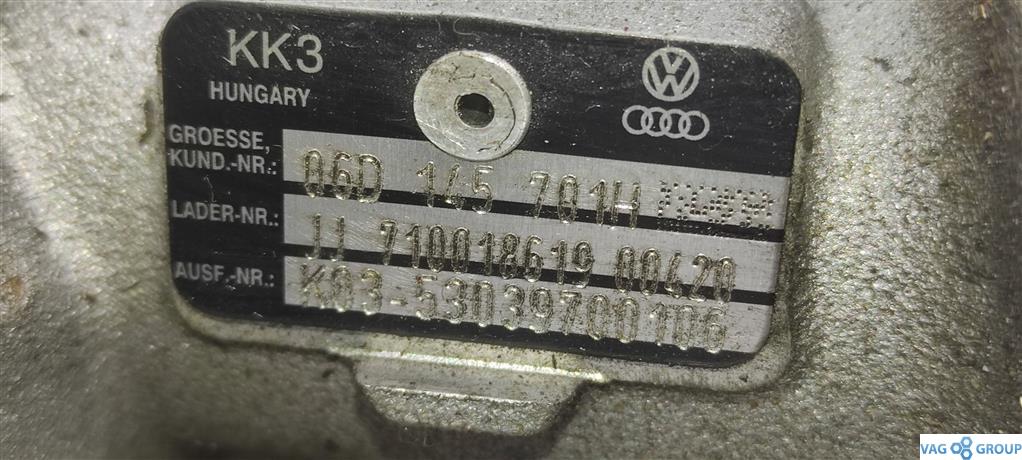 KK3
HUNGARY
GROESSE,
KUND.-NR.: 06D 145 701H
LADER-NR.: 11 710018619 00420
AUSF.-NR.: K03-53039700106
VAG GROUP